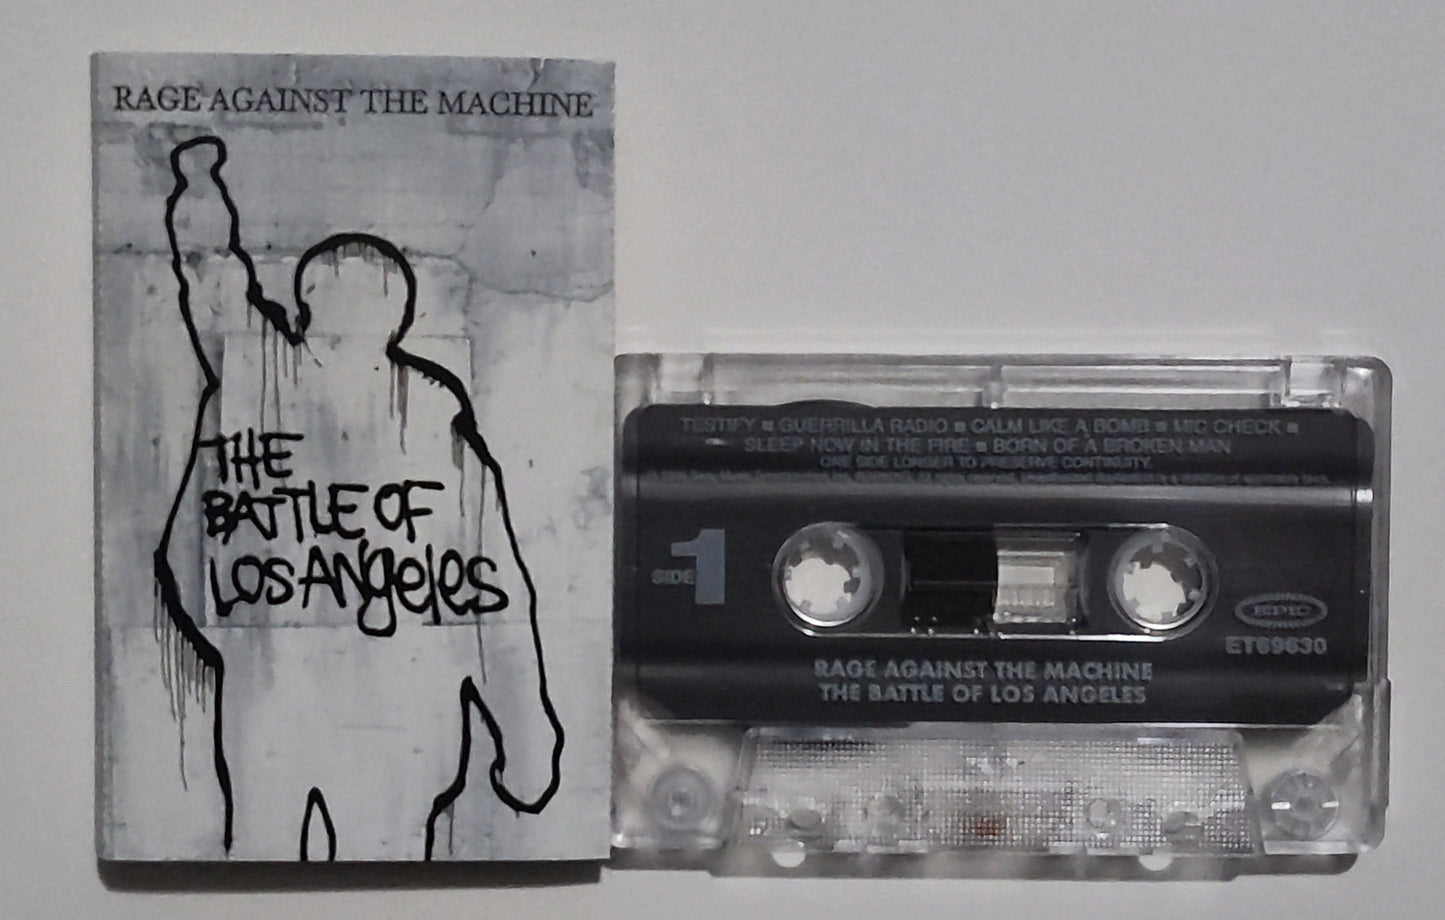 RAGE AGAINST THE MACHINE
THE
BATTLE OF
LOS ANgeleS
TESTIFY ■ GUERRILLA RADIO ■ CALM LIKE A BOMB ■ MIC CHECK ■
SLEEP NOW IN THE FIRE ■ BORN OF A BROKEN MAN
ONE SIDE LONGER TO PRESERVE CONTINUITY.
SIDE 1
EPIC
ET69630
RAGE AGAINST THE MACHINE
THE BATTLE OF LOS ANGELES